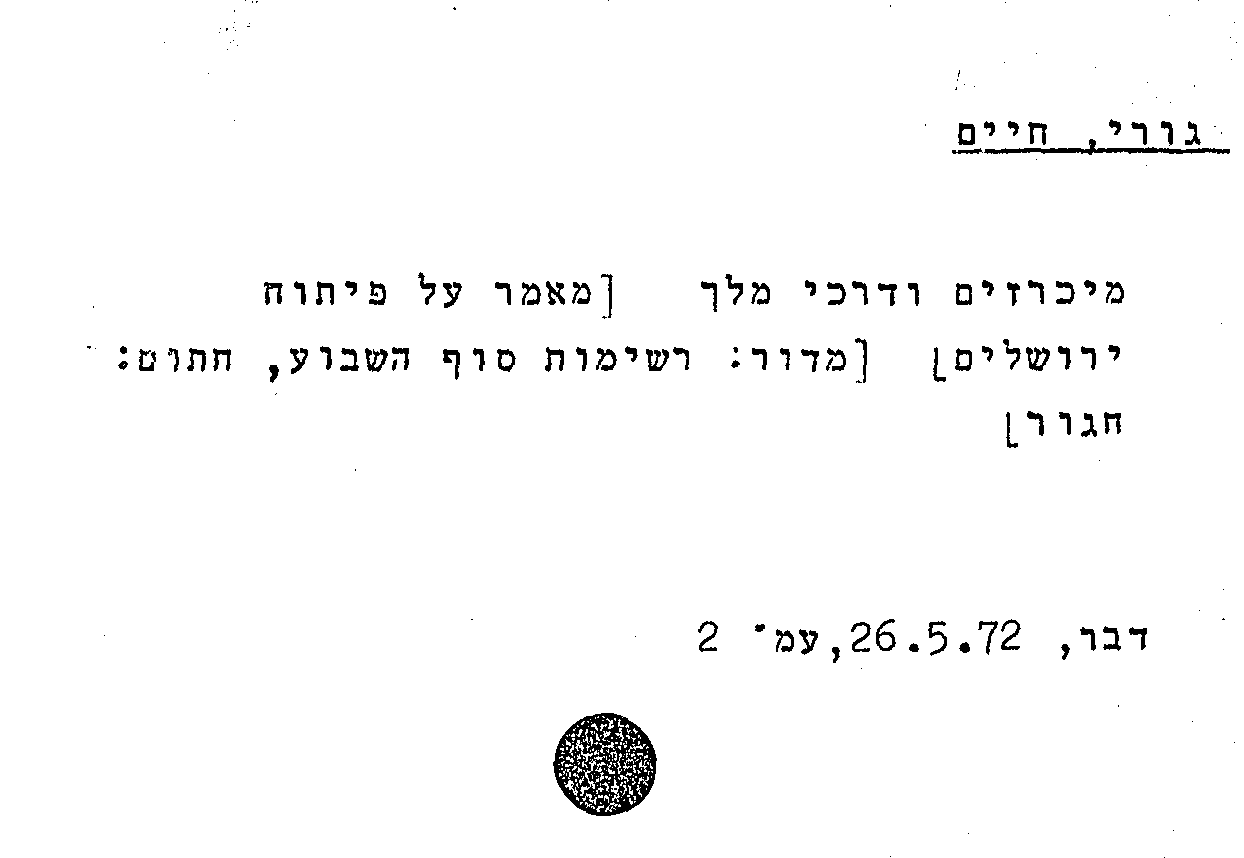 גורי, חיים
מיכרזים ודרכי מלך [מאמר על פיתוח
ירושלים] [מדור: רשימות סוף השבוע, חתום:
חגור]
דבר, 26.5.72, עמ' 2